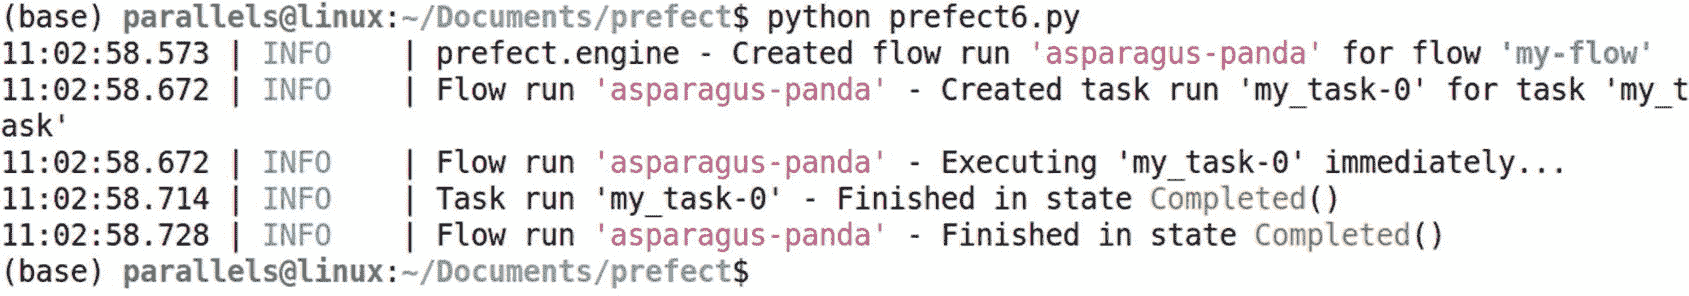 (base) parallels@linux:~/Documents/prefect$ python prefect6.py
11:02:58.573 | INFO    | prefect.engine - Created flow run 'asparagus-panda' for flow 'my-flow'
11:02:58.672 | INFO    | Flow run 'asparagus-panda' - Created task run 'my_task-0' for task 'my_t
ask'
11:02:58.672 | INFO    | Flow run 'asparagus-panda' - Executing 'my_task-0' immediately...
11:02:58.714 | INFO    | Task run 'my_task-0' - Finished in state Completed()
11:02:58.728 | INFO    | Flow run 'asparagus-panda' - Finished in state Completed()
(base) parallels@linux:~/Documents/prefect$